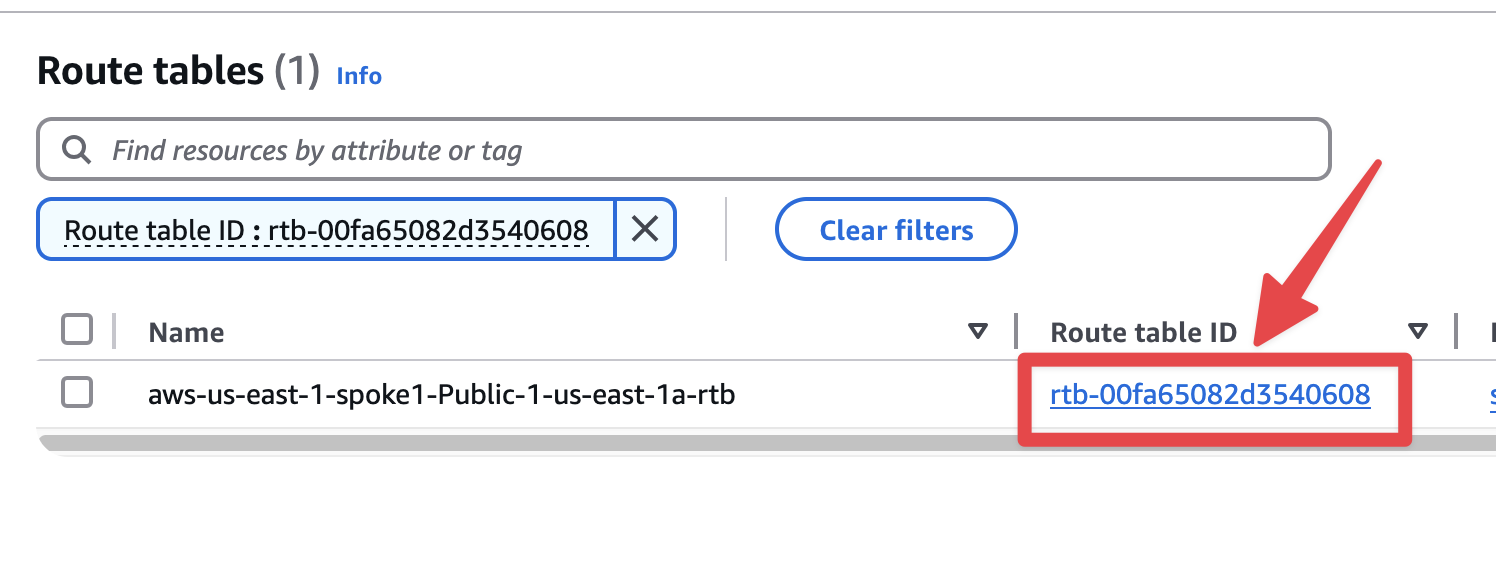 Route tables (1) Info
Find resources by attribute or tag
Route table ID : rtb-00fa65082d3540608
Clear filters
Name Route table ID
aws-us-east-1-spoke1-Public-1-us-east-1a-rtb rtb-00fa65082d3540608